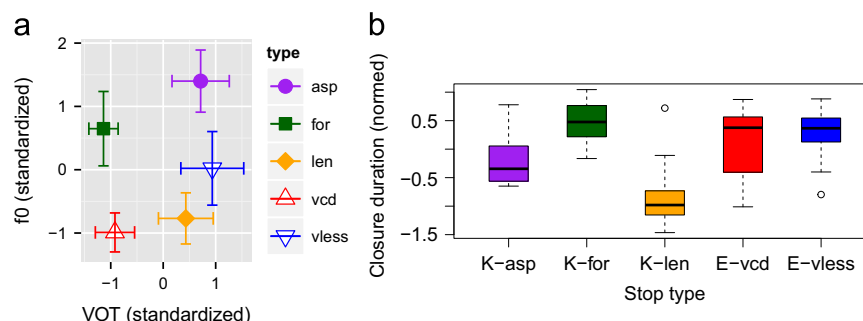 a
2
1
0
−1
f0 (standardized)
−1 0 1
VOT (standardized)
type
asp
for
len
vcd
vless
b
Closure duration (normed)
0.5
−0.5
−1.5
K−asp K−for K−len E−vcd E−vless
Stop type